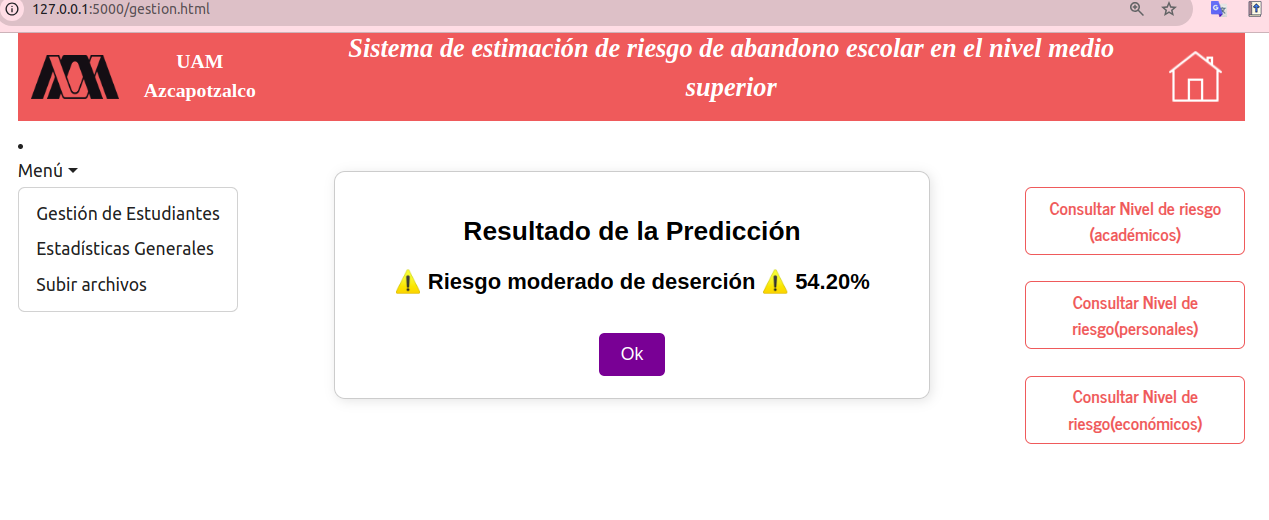 127.0.0.1:5000/gestion.html
UAM
Azcapotzalco
Sistema de estimación de riesgo de abandono escolar en el nivel medio
superior
Menú
Gestión de Estudiantes
Estadísticas Generales
Subir archivos
Resultado de la Predicción
⚠️ Riesgo moderado de deserción ⚠️ 54.20%
Ok
Consultar Nivel de riesgo
(académicos)
Consultar Nivel de
riesgo(personales)
Consultar Nivel de
riesgo(económicos)